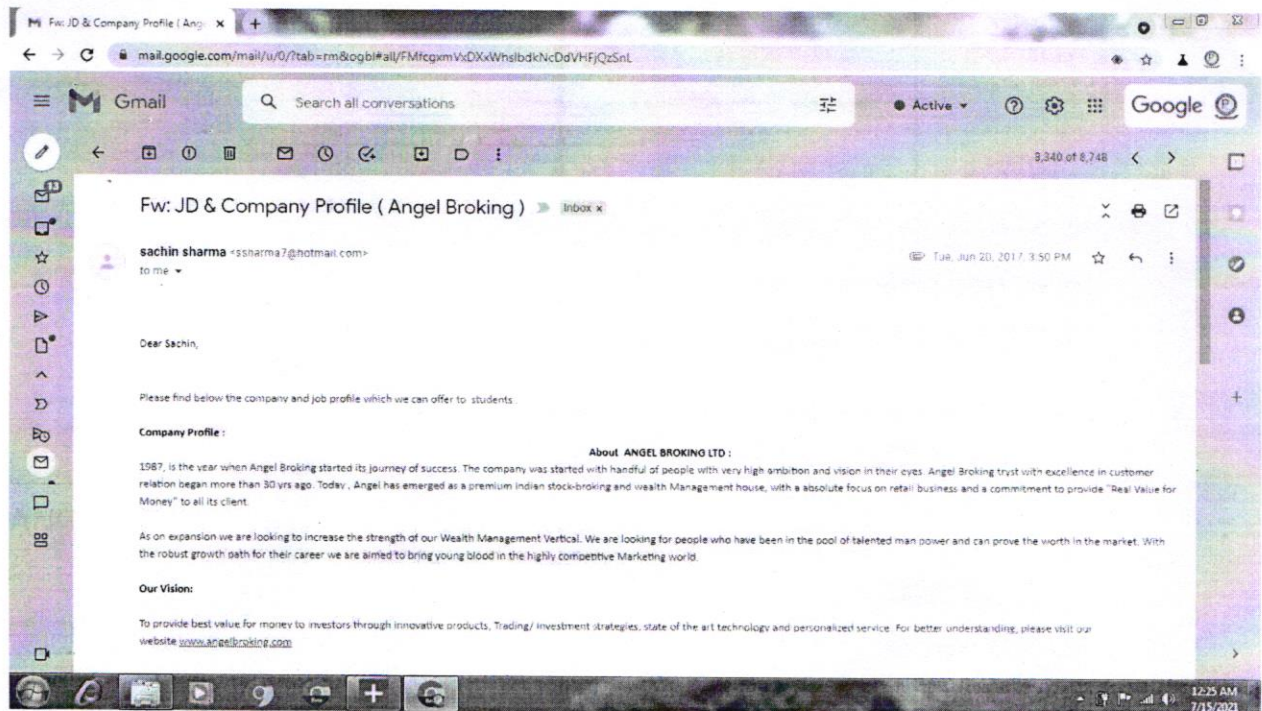 Fw: JD & Company Profile ( Ang
mail.google.com/mail/u/0/?tab=rm&ogbl#all/FMfcgxmVxDXxWhslbdkNcDdVHFjQzSnL
Gmail
Search all conversations
Active
Google
3,340 of 8,748
Fw: JD & Company Profile ( Angel Broking )
Inbox x
sachin sharma <ssharma7@hotmail.com>
Tue, Jun 20, 2017, 3:50 PM
to me
Dear Sachin,
Please find below the company and job profile which we can offer to students.
Company Profile :
About ANGEL BROKING LTD :
1987, is the year when Angel Broking started its journey of success. The company was started with handful of people with very high ambition and vision in their eyes. Angel Broking tryst with excellence in customer
relation began more than 30 yrs ago. Today , Angel has emerged as a premium Indian stock-broking and wealth Management house, with a absolute focus on retail business and a commitment to provide "Real Value for
Money" to all its client.
As on expansion we are looking to increase the strength of our Wealth Management Vertical. We are looking for people who have been in the pool of talented man power and can prove the worth in the market. With
the robust growth path for their career we are aimed to bring young blood in the highly competitive Marketing world.
Our Vision:
To provide best value for money to investors through innovative products, Trading/ Investment strategies, state of the art technology and personalized service. For better understanding, please visit our
website www.angelbroking.com
12:25 AM
7/15/2021